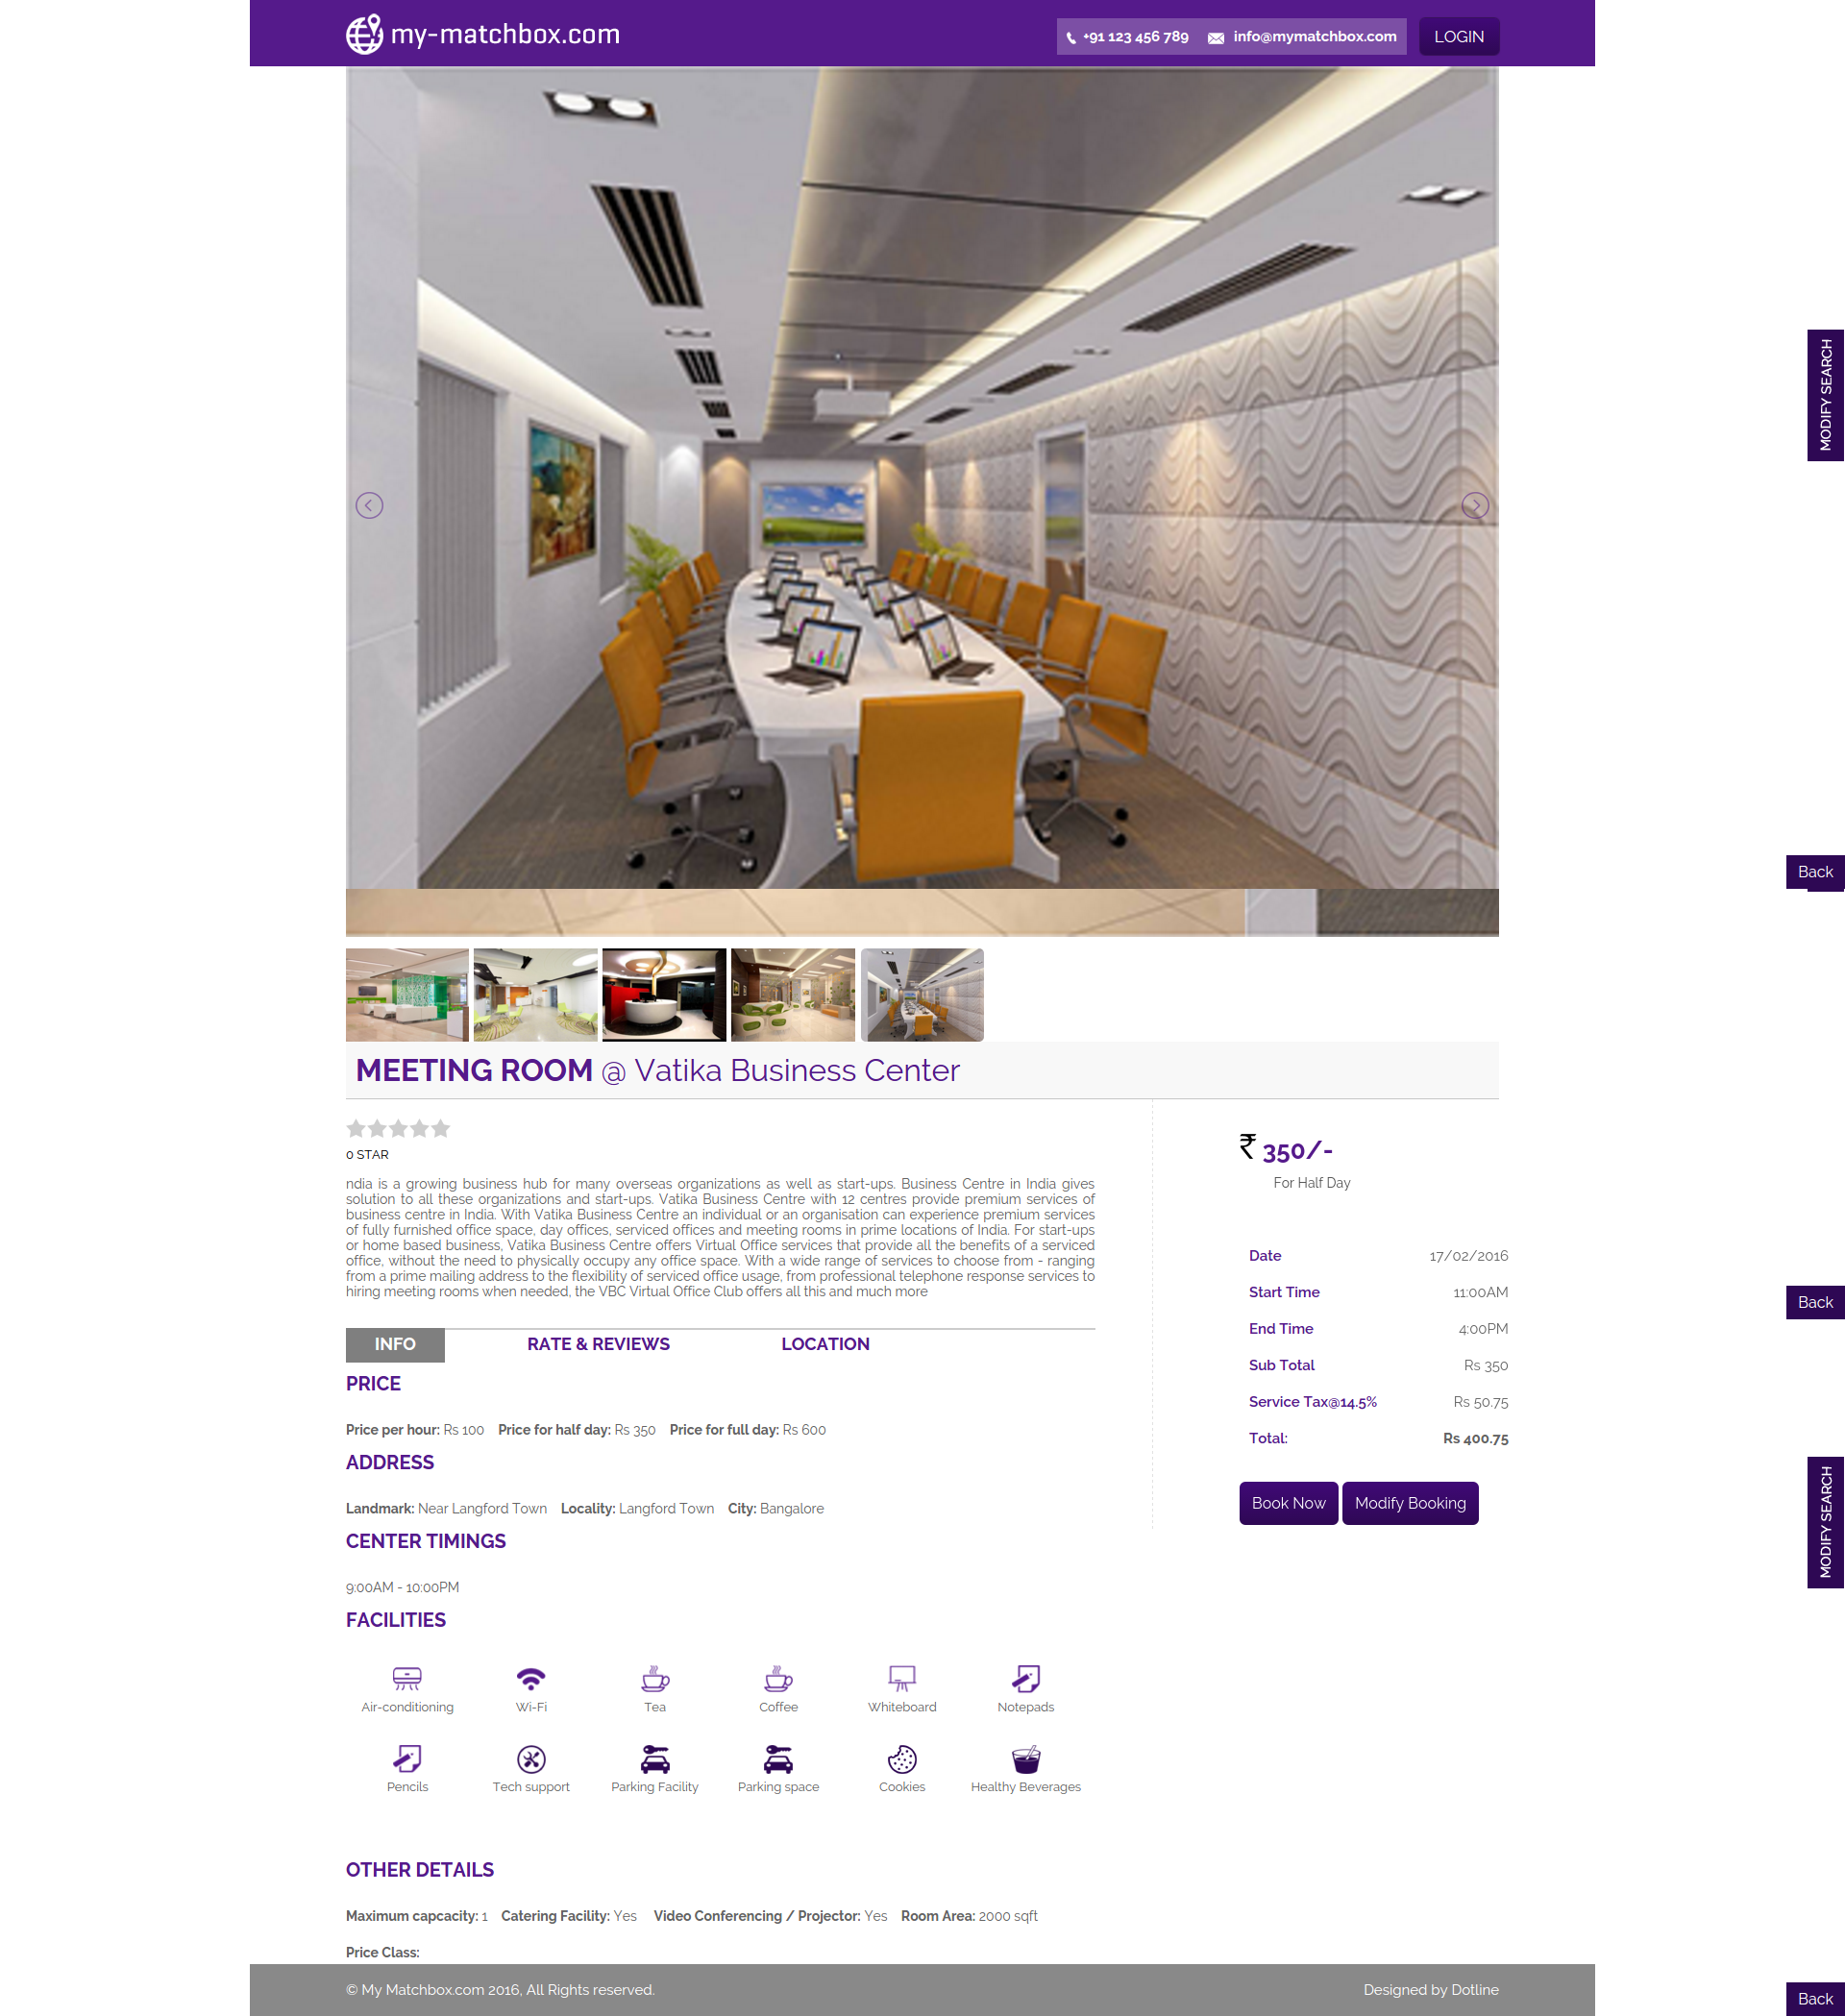 my-matchbox.com
+91 123 456 789 info@mymatchbox.com LOGIN
MODIFY SEARCH
Back
MEETING ROOM @ Vatika Business Center
0 STAR
ndia is a growing business hub for many overseas organizations as well as start-ups. Business Centre in India gives
solution to all these organizations and start-ups. Vatika Business Centre with 12 centres provide premium services of
business centre in India. With Vatika Business Centre an individual or an organisation can experience premium services
of fully furnished office space, day offices, serviced offices and meeting rooms in prime locations of India. For start-ups
or home based business, Vatika Business Centre offers Virtual Office services that provide all the benefits of a serviced
office, without the need to physically occupy any office space. With a wide range of services to choose from - ranging
from a prime mailing address to the flexibility of serviced office usage, from professional telephone response services to
hiring meeting rooms when needed, the VBC Virtual Office Club offers all this and much more
₹ 350/-
For Half Day
Date 17/02/2016
Start Time 11:00AM
End Time 4:00PM
Sub Total Rs 350
Service Tax@14.5% Rs 50.75
Total: Rs 400.75
Book Now Modify Booking
Back
MODIFY SEARCH
INFO RATE & REVIEWS LOCATION
PRICE
Price per hour: Rs 100 Price for half day: Rs 350 Price for full day: Rs 600
ADDRESS
Landmark: Near Langford Town Locality: Langford Town City: Bangalore
CENTER TIMINGS
9:00AM - 10:00PM
FACILITIES
Air-conditioning Wi-Fi Tea Coffee Whiteboard Notepads
Pencils Tech support Parking Facility Parking space Cookies Healthy Beverages
OTHER DETAILS
Maximum capcacity: 1 Catering Facility: Yes Video Conferencing / Projector: Yes Room Area: 2000 sqft
Price Class:
© My Matchbox.com 2016, All Rights reserved. Designed by Dotline
Back